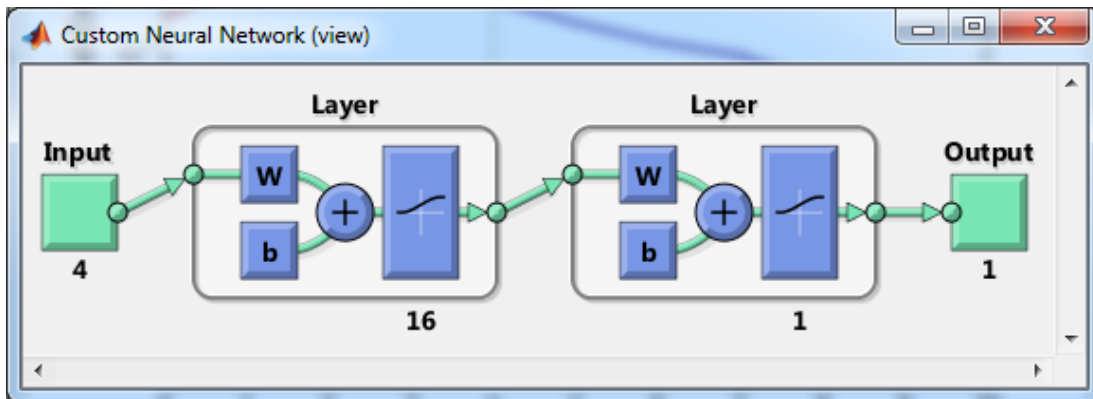 Custom Neural Network (view)
Layer
Layer
Input
Output
W
W
+
+
b
b
4
1
16
1